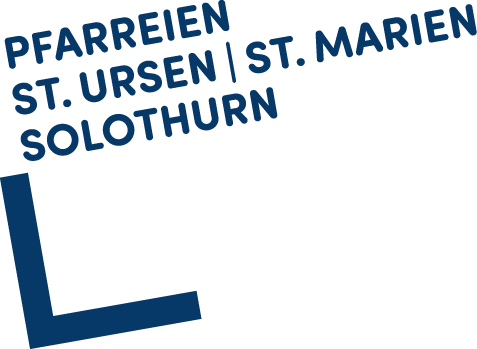 PFARREIEN
ST. URSEN | ST. MARIEN
SOLOTHURN